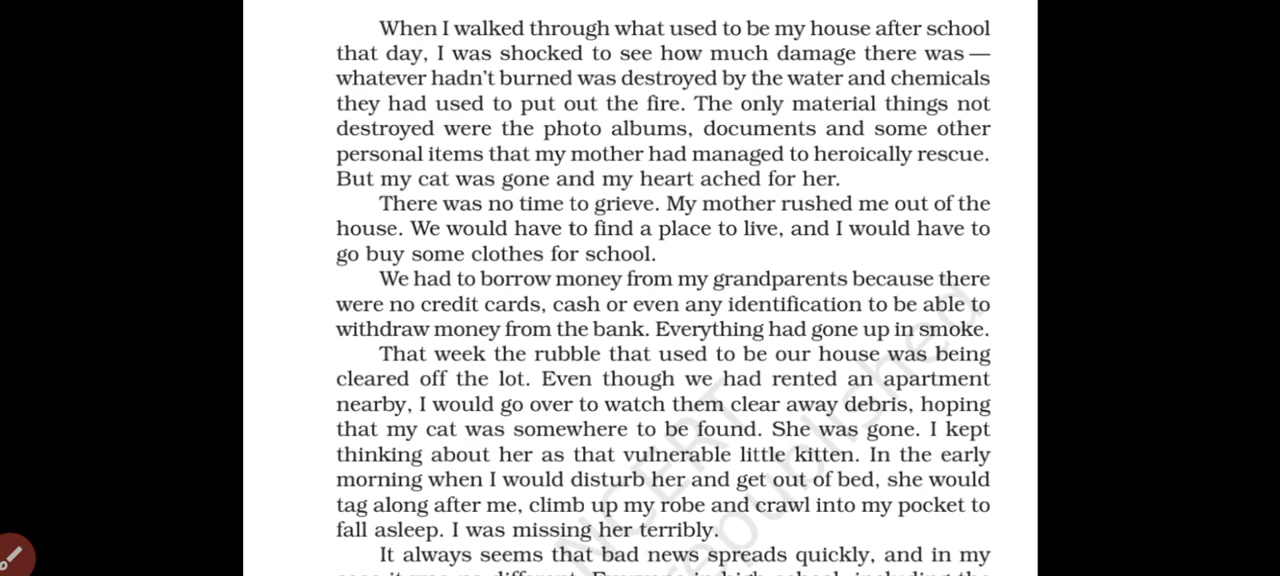 When I walked through what used to be my house after school
that day, I was shocked to see how much damage there was —
whatever hadn't burned was destroyed by the water and chemicals
they had used to put out the fire. The only material things not
destroyed were the photo albums, documents and some other
personal items that my mother had managed to heroically rescue.
But my cat was gone and my heart ached for her.
There was no time to grieve. My mother rushed me out of the
house. We would have to find a place to live, and I would have to
go buy some clothes for school.
We had to borrow money from my grandparents because there
were no credit cards, cash or even any identification to be able to
withdraw money from the bank. Everything had gone up in smoke.
That week the rubble that used to be our house was being
cleared off the lot. Even though we had rented an apartment
nearby, I would go over to watch them clear away debris, hoping
that my cat was somewhere to be found. She was gone. I kept
thinking about her as that vulnerable little kitten. In the early
morning when I would disturb her and get out of bed, she would
tag along after me, climb up my robe and crawl into my pocket to
fall asleep. I was missing her terribly.
It always seems that bad news spreads quickly, and in my
NCERT
republished